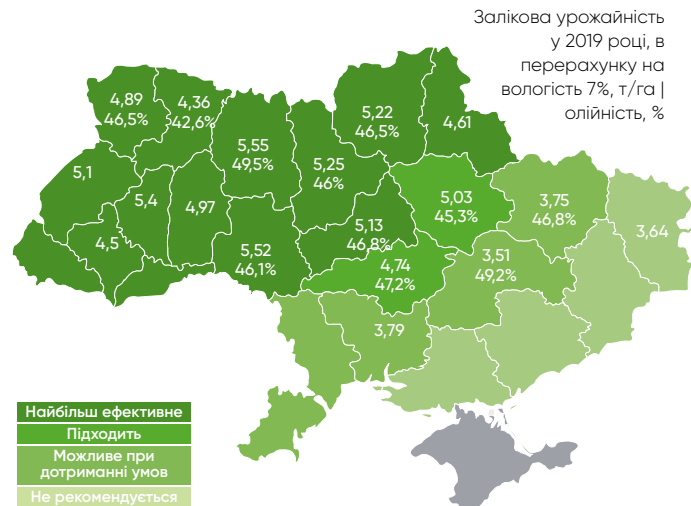 Залікова урожайність
у 2019 році, в
перерахунку на
вологість 7%, т/га |
олійність, %
4,89
46,5%
4,36
42,6%
5,22
46,5%
4,61
5,55
49,5%
5,25
46%
5,1
5,4
4,97
5,03
45,3%
3,75
46,8%
3,64
4,5
5,52
46,1%
5,13
46,8%
4,74
47,2%
3,51
49,2%
3,79
Найбільш ефективне
Підходить
Можливе при
дотриманні умов
Не рекомендується